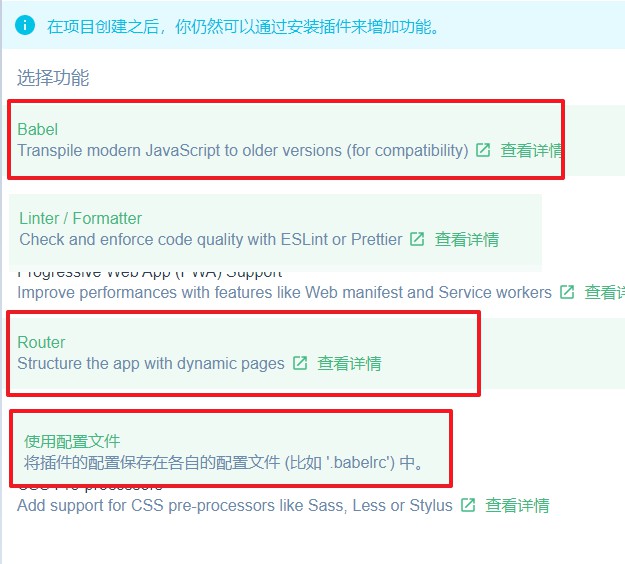 在项目创建之后，你仍然可以通过安装插件来增加功能。
选择功能
Babel
Transpile modern JavaScript to older versions (for compatibility) 查看详情
Linter / Formatter
Check and enforce code quality with ESLint or Prettier 查看详情
Progressive Web App (PWA) Support
Improve performances with features like Web manifest and Service workers 查看详
Router
Structure the app with dynamic pages 查看详情
使用配置文件
将插件的配置保存在各自的配置文件 (比如 '.babelrc') 中。
CSS Pre-processors
Add support for CSS pre-processors like Sass, Less or Stylus 查看详情